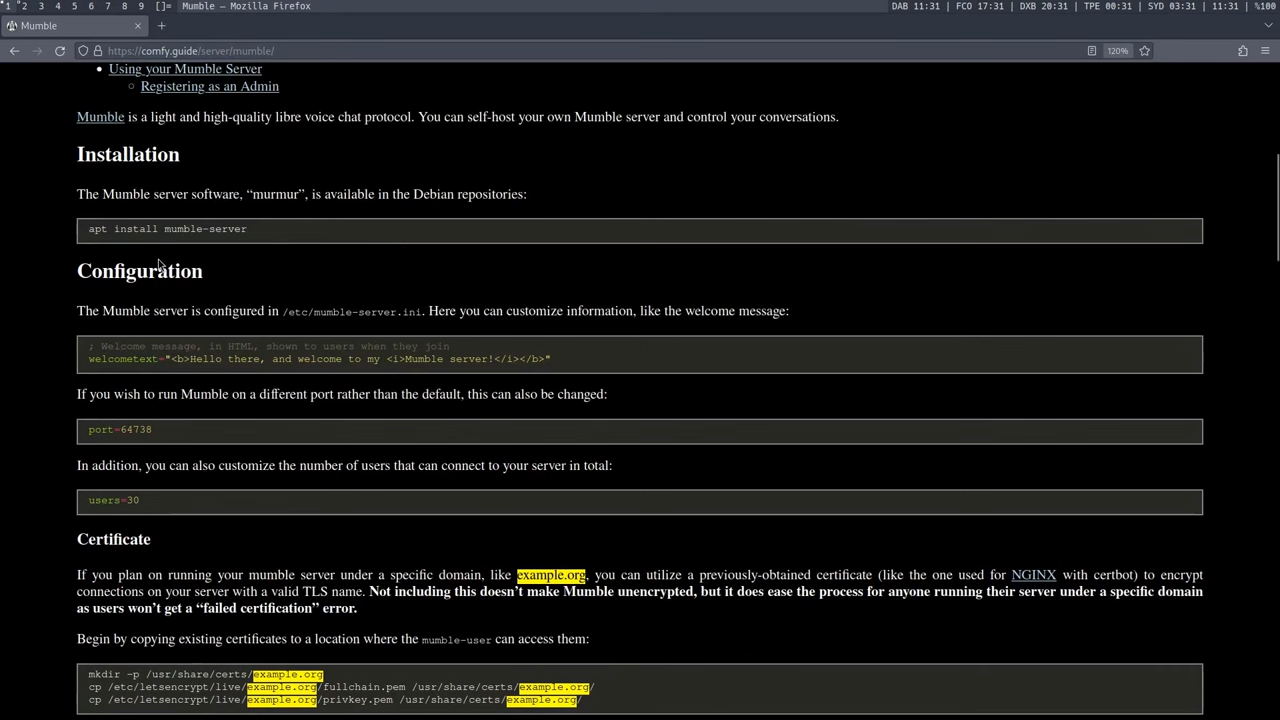 1 2 3 4 5 6 7 8 9 []= Mumble — Mozilla Firefox DAB 11:31 | FCO 17:31 | DXB 20:31 | TPE 00:31 | SYD 03:31 | 11:31 | %100
Mumble
https://comfy.guide/server/mumble/ 120%
Using your Mumble Server
Registering as an Admin
Mumble is a light and high-quality libre voice chat protocol. You can self-host your own Mumble server and control your conversations.
Installation
The Mumble server software, “murmur”, is available in the Debian repositories:
apt install mumble-server
Configuration
The Mumble server is configured in /etc/mumble-server.ini. Here you can customize information, like the welcome message:
; Welcome message, in HTML, shown to users when they join
welcometext="<b>Hello there, and welcome to my <i>Mumble server!</i></b>"
If you wish to run Mumble on a different port rather than the default, this can also be changed:
port=64738
In addition, you can also customize the number of users that can connect to your server in total:
users=30
Certificate
If you plan on running your mumble server under a specific domain, like example.org, you can utilize a previously-obtained certificate (like the one used for NGINX with certbot) to encrypt
connections on your server with a valid TLS name. Not including this doesn’t make Mumble unencrypted, but it does ease the process for anyone running their server under a specific domain
as users won’t get a “failed certification” error.
Begin by copying existing certificates to a location where the mumble-user can access them:
mkdir -p /usr/share/certs/example.org
cp /etc/letsencrypt/live/example.org/fullchain.pem /usr/share/certs/example.org/
cp /etc/letsencrypt/live/example.org/privkey.pem /usr/share/certs/example.org/